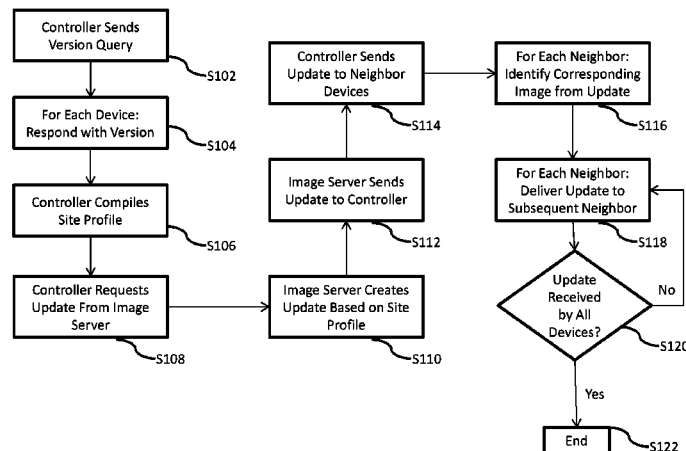 Controller Sends
Version Query
S102
For Each Device:
Respond with Version
S104
Controller Compiles
Site Profile
S106
Controller Requests
Update From Image
Server
S108
Image Server Creates
Update Based on Site
Profile
S110
Image Server Sends
Update to Controller
S112
Controller Sends
Update to Neighbor
Devices
S114
For Each Neighbor:
Identify Corresponding
Image from Update
S116
For Each Neighbor:
Deliver Update to
Subsequent Neighbor
S118
Update
Received
by All
Devices?
S120
No
Yes
End
S122